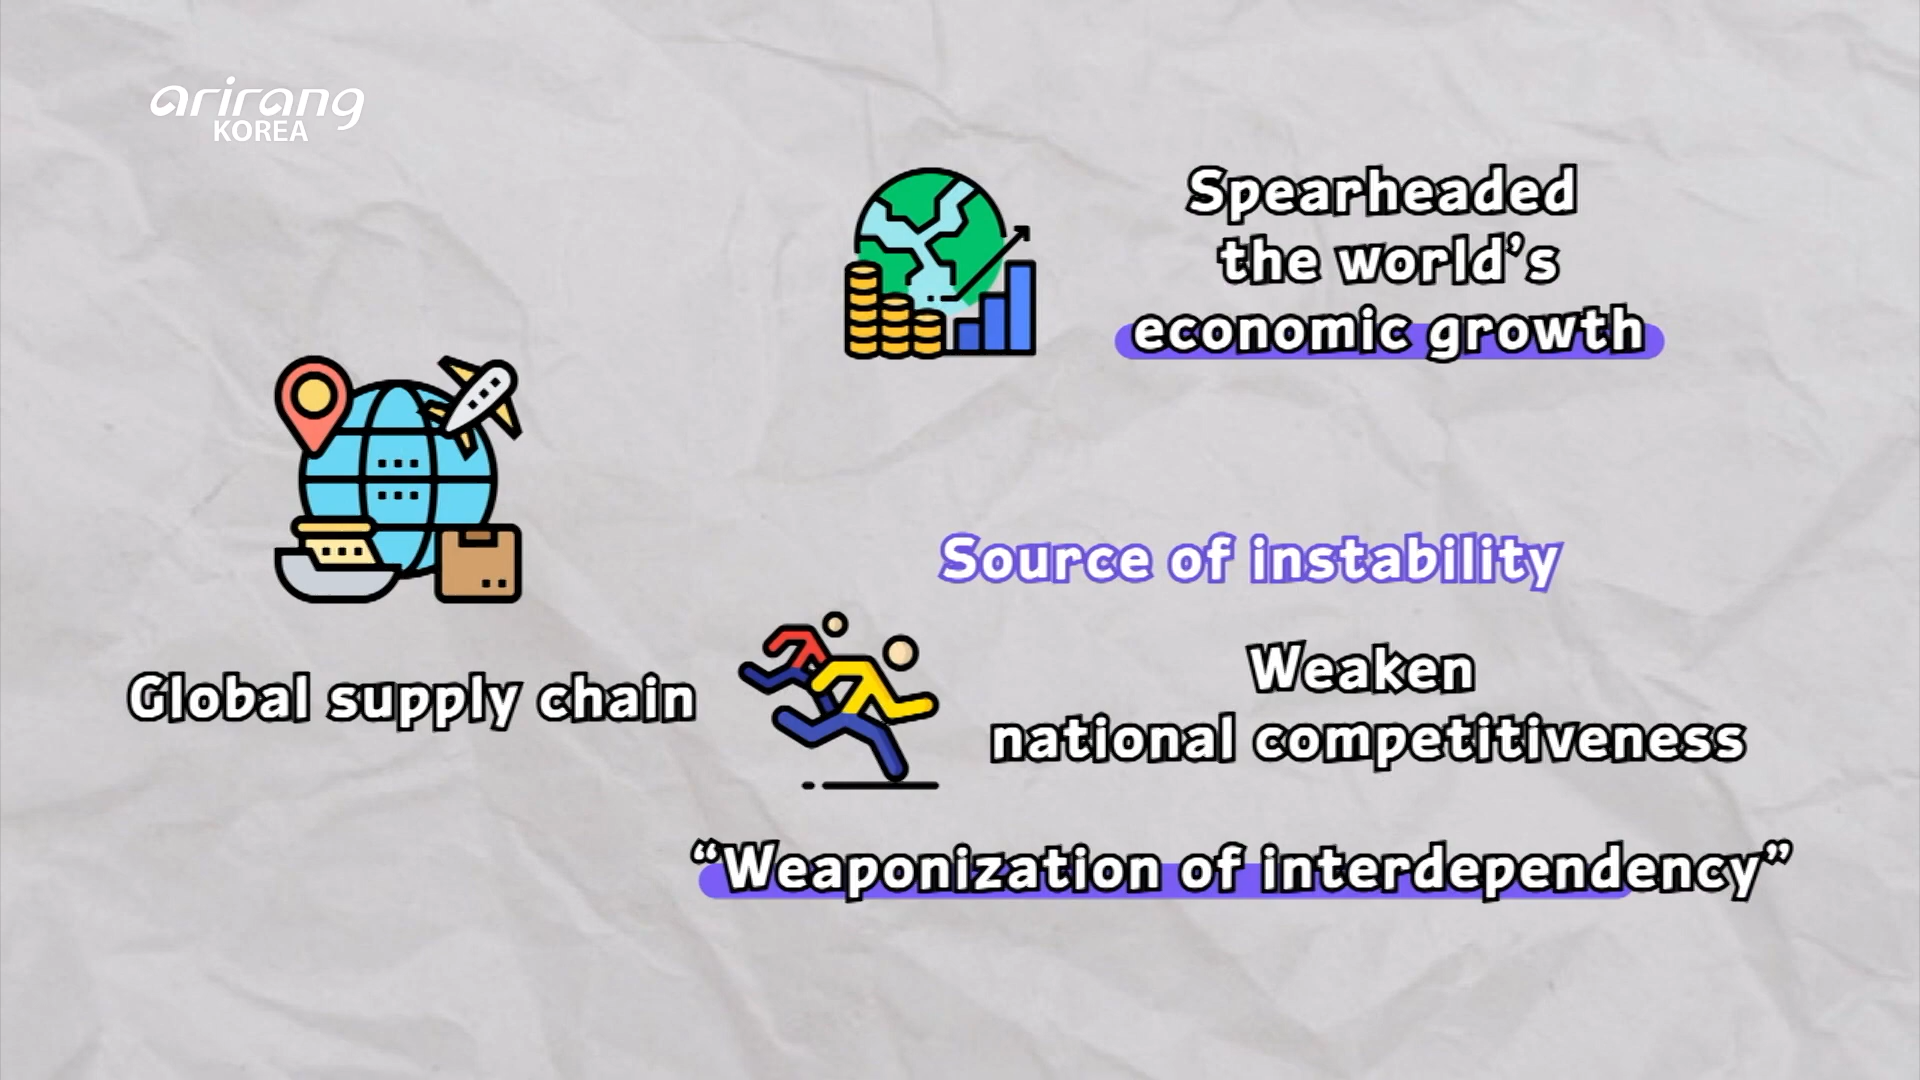 arirang
KOREA
Spearheaded
the world's
economic growth
Global supply chain
Source of instability
Weaken
national competitiveness
“Weaponization of interdependency”